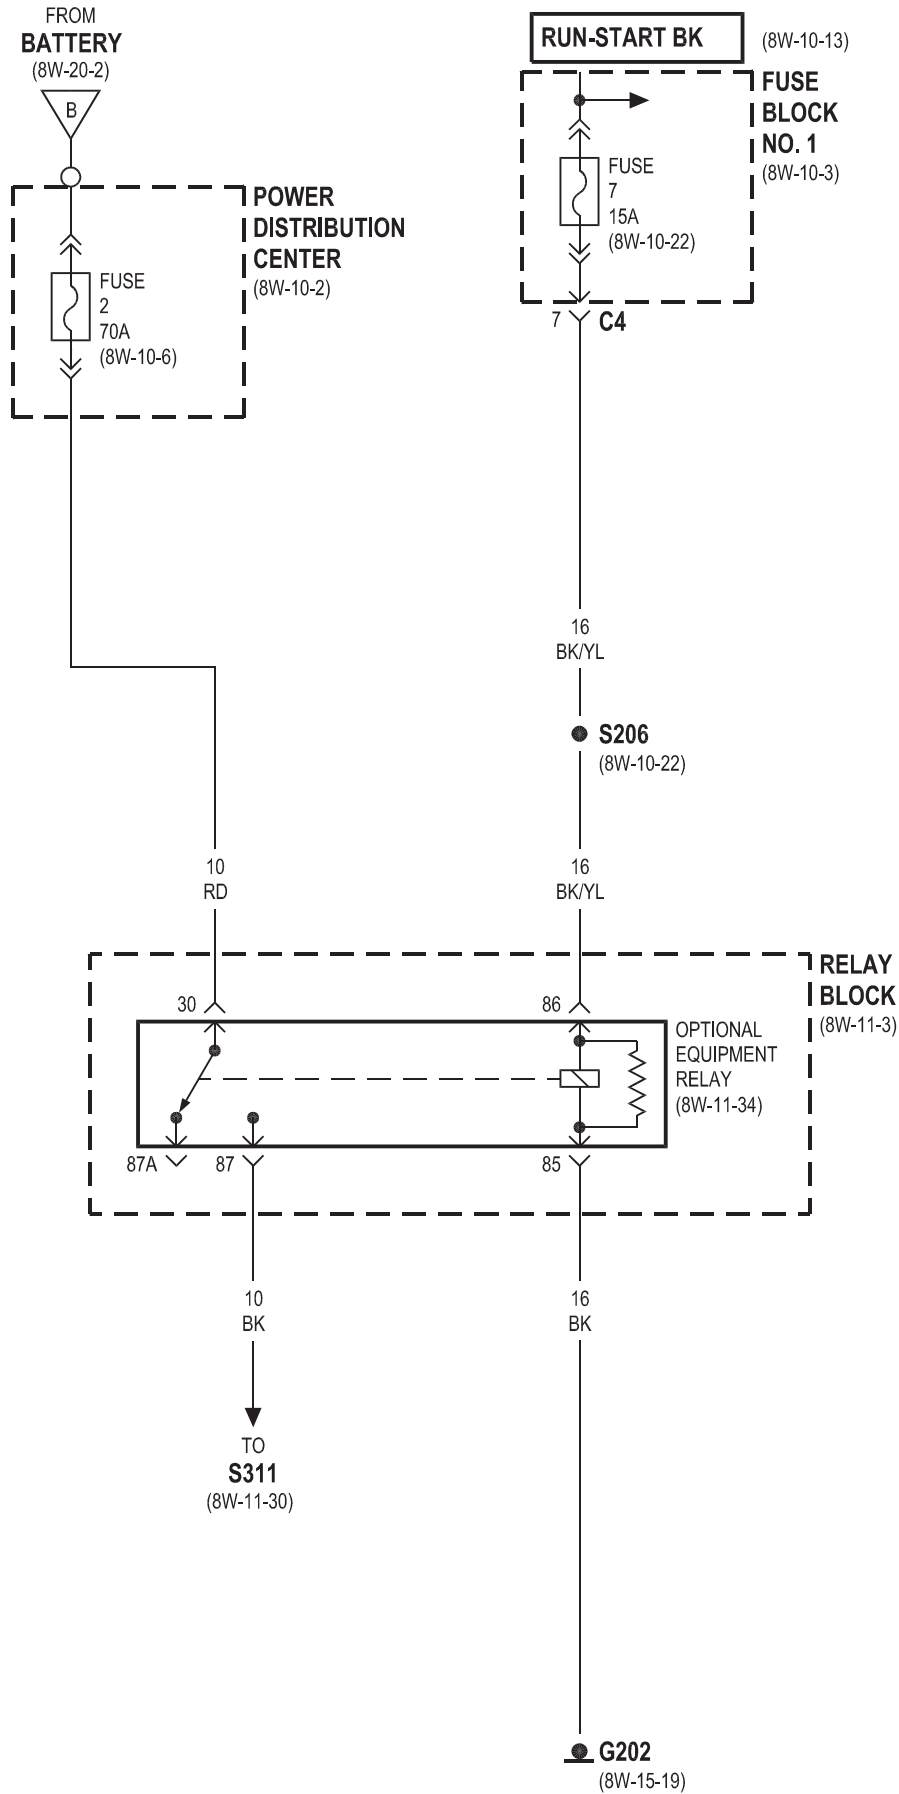 FROM
BATTERY
(8W-20-2)
B
POWER
DISTRIBUTION
CENTER
(8W-10-2)
FUSE
2
70A
(8W-10-6)
RUN-START BK
(8W-10-13)
FUSE
BLOCK
NO. 1
(8W-10-3)
FUSE
7
15A
(8W-10-22)
7
C4
16
BK/YL
S206
(8W-10-22)
10
RD
16
BK/YL
RELAY
BLOCK
(8W-11-3)
30
86
OPTIONAL
EQUIPMENT
RELAY
(8W-11-34)
87A
87
85
10
BK
16
BK
TO
S311
(8W-11-30)
G202
(8W-15-19)